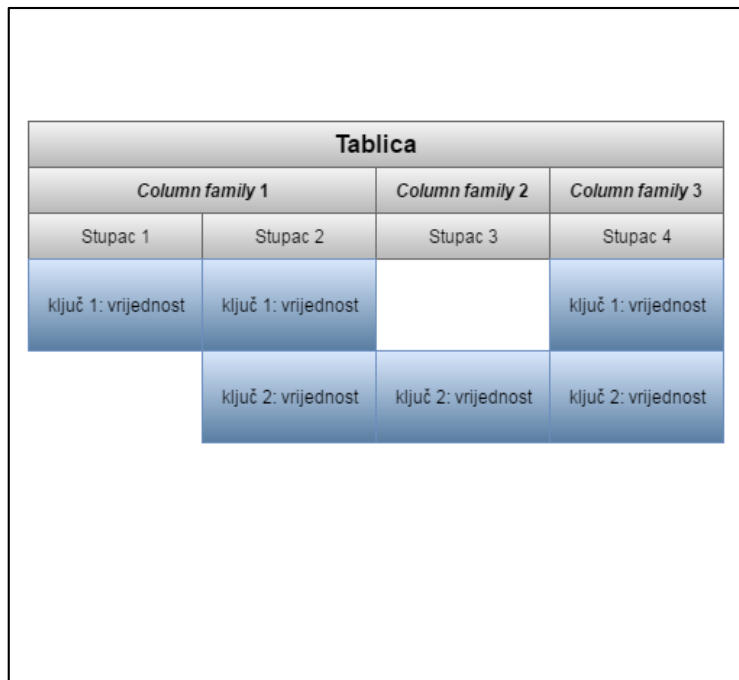 Tablica
Column family 1 Column family 2 Column family 3
Stupac 1 Stupac 2 Stupac 3 Stupac 4
ključ 1: vrijednost ključ 1: vrijednost ključ 1: vrijednost
ključ 2: vrijednost ključ 2: vrijednost ključ 2: vrijednost